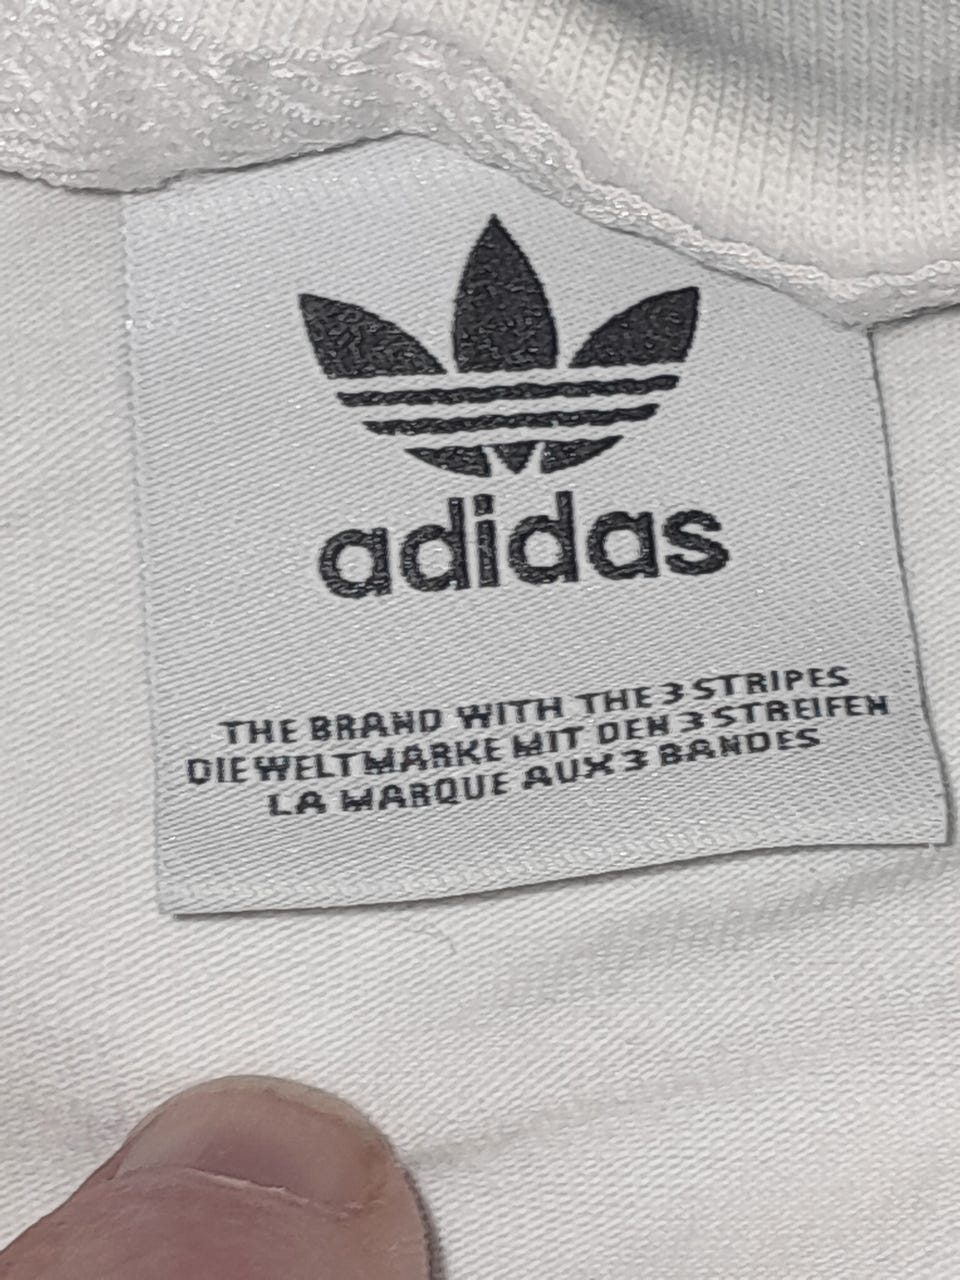 adidas
THE BRAND WITH THE 3 STRIPES
DIE WELTMARKE MIT DEN 3 STREIFEN
LA MARQUE AUX 3 BANDES